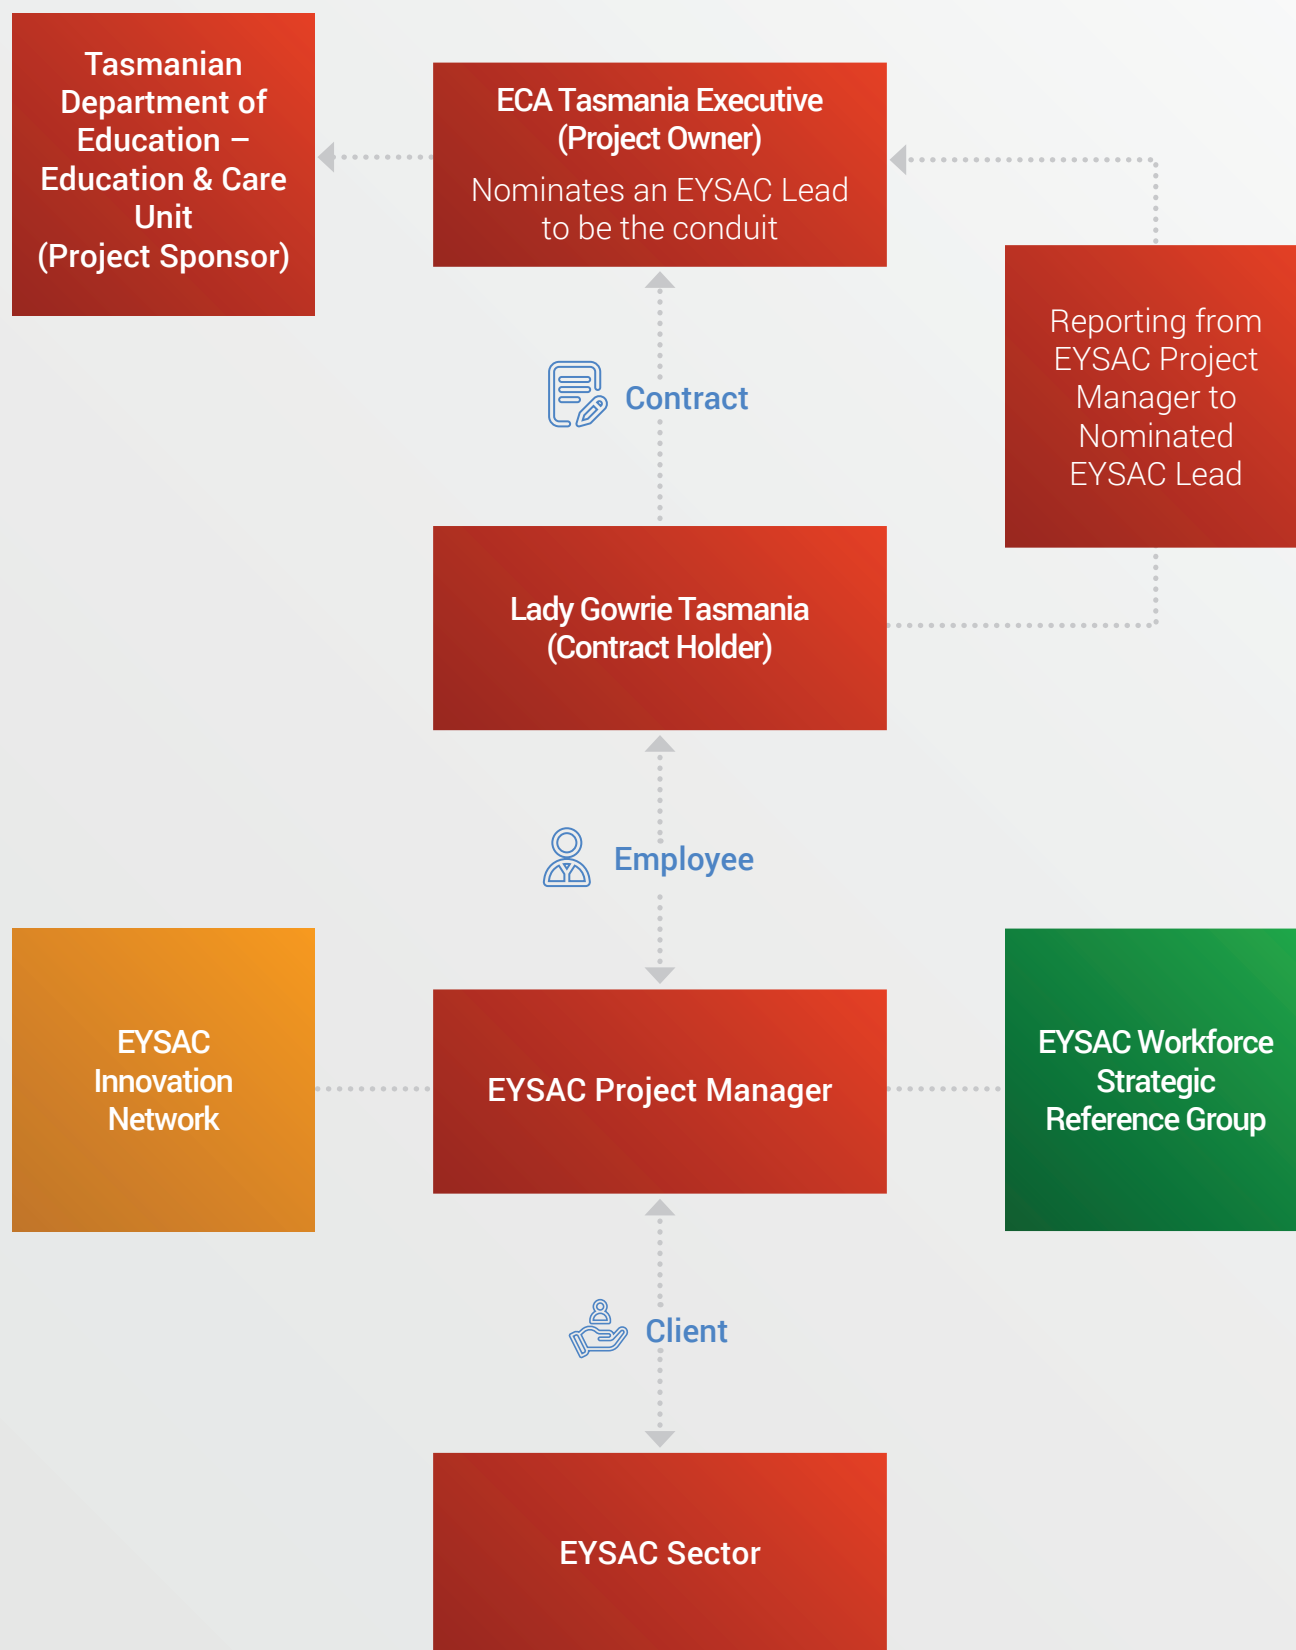 Tasmanian
Department of
Education –
Education & Care
Unit
(Project Sponsor)
ECA Tasmania Executive
(Project Owner)
Nominates an EYSAC Lead
to be the conduit
Reporting from
EYSAC Project
Manager to
Nominated
EYSAC Lead
Contract
Lady Gowrie Tasmania
(Contract Holder)
Employee
EYSAC
Innovation
Network
EYSAC Project Manager
EYSAC Workforce
Strategic
Reference Group
Client
EYSAC Sector